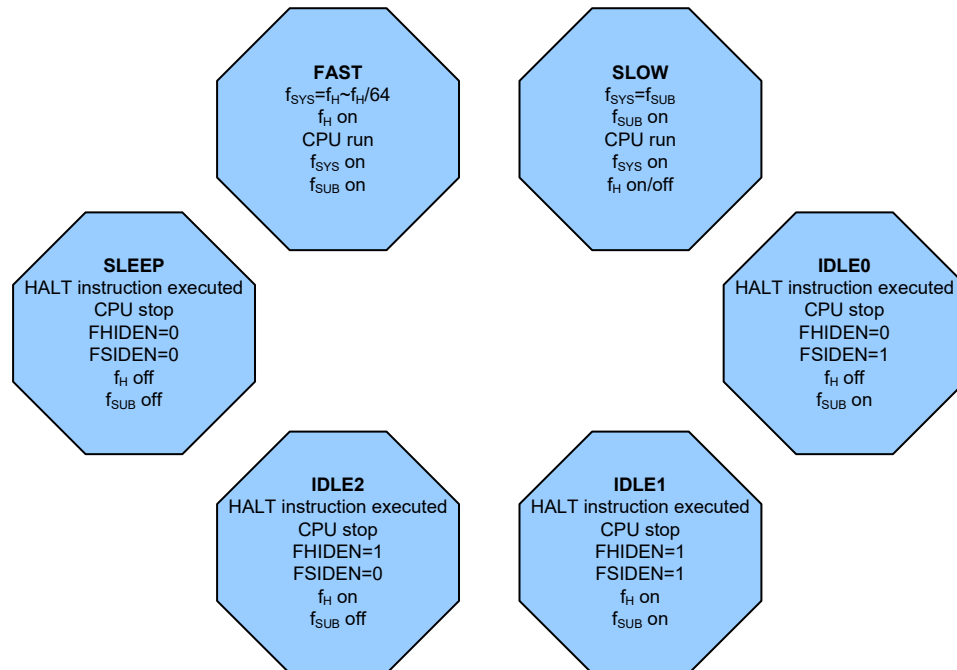 FAST
fSYS=fH~fH/64
fH on
CPU run
fSYS on
fSUB on
SLOW
fSYS=fSUB
fSUB on
CPU run
fSYS on
fH on/off
SLEEP
HALT instruction executed
CPU stop
FHIDEN=0
FSIDEN=0
fH off
fSUB off
IDLE0
HALT instruction executed
CPU stop
FHIDEN=0
FSIDEN=1
fH off
fSUB on
IDLE2
HALT instruction executed
CPU stop
FHIDEN=1
FSIDEN=0
fH on
fSUB off
IDLE1
HALT instruction executed
CPU stop
FHIDEN=1
FSIDEN=1
fH on
fSUB on